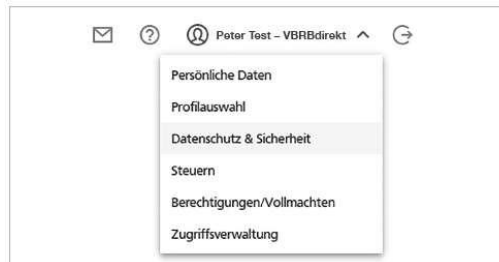 Peter Test – VBRBdirekt
Persönliche Daten
Profilauswahl
Datenschutz & Sicherheit
Steuern
Berechtigungen/Vollmachten
Zugriffsverwaltung